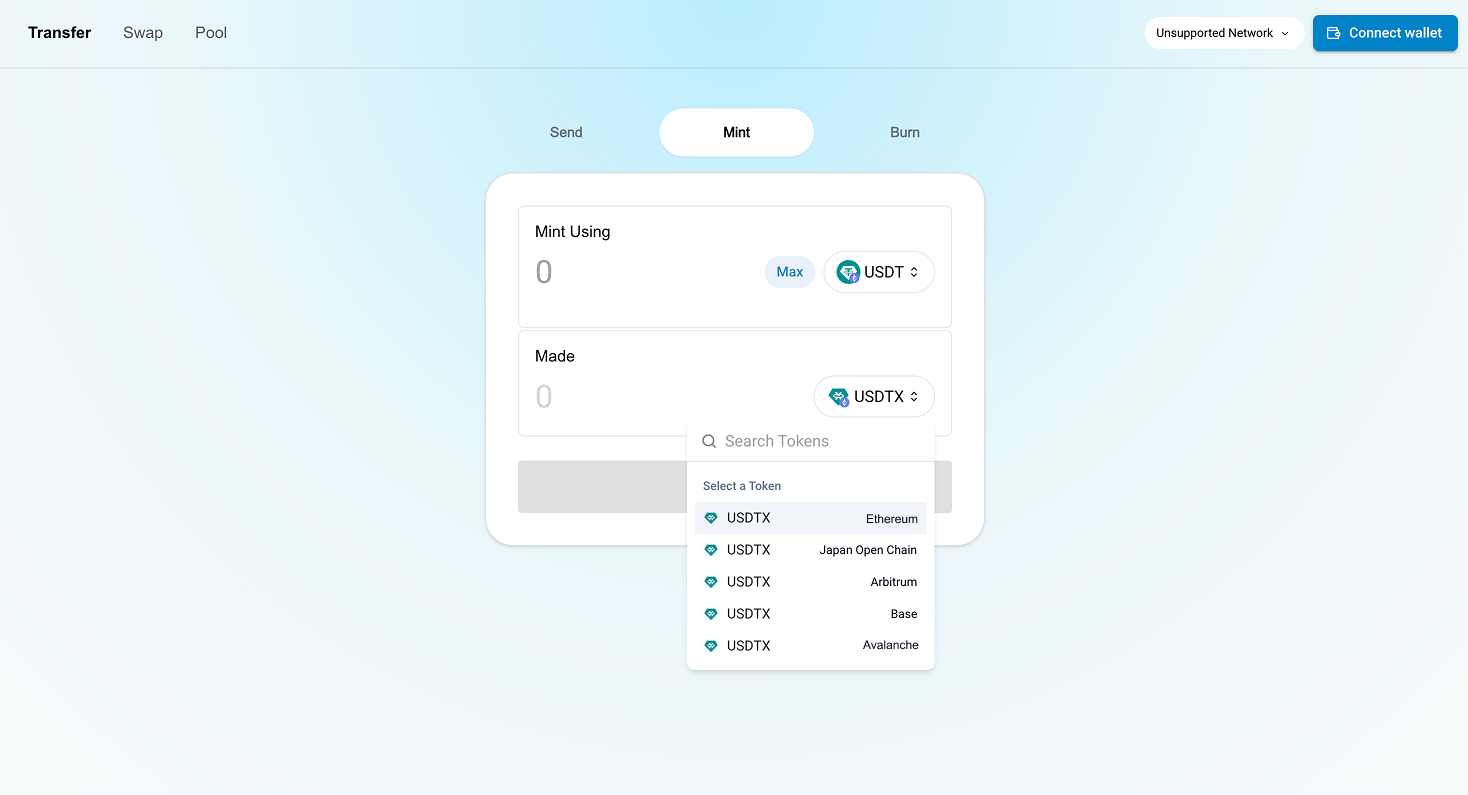 Transfer Swap Pool Unsupported Network Connect wallet
Send Mint Burn
Mint Using
0 Max USDT
Made
0 USDTX
Search Tokens
Select a Token
USDTX Ethereum
USDTX Japan Open Chain
USDTX Arbitrum
USDTX Base
USDTX Avalanche